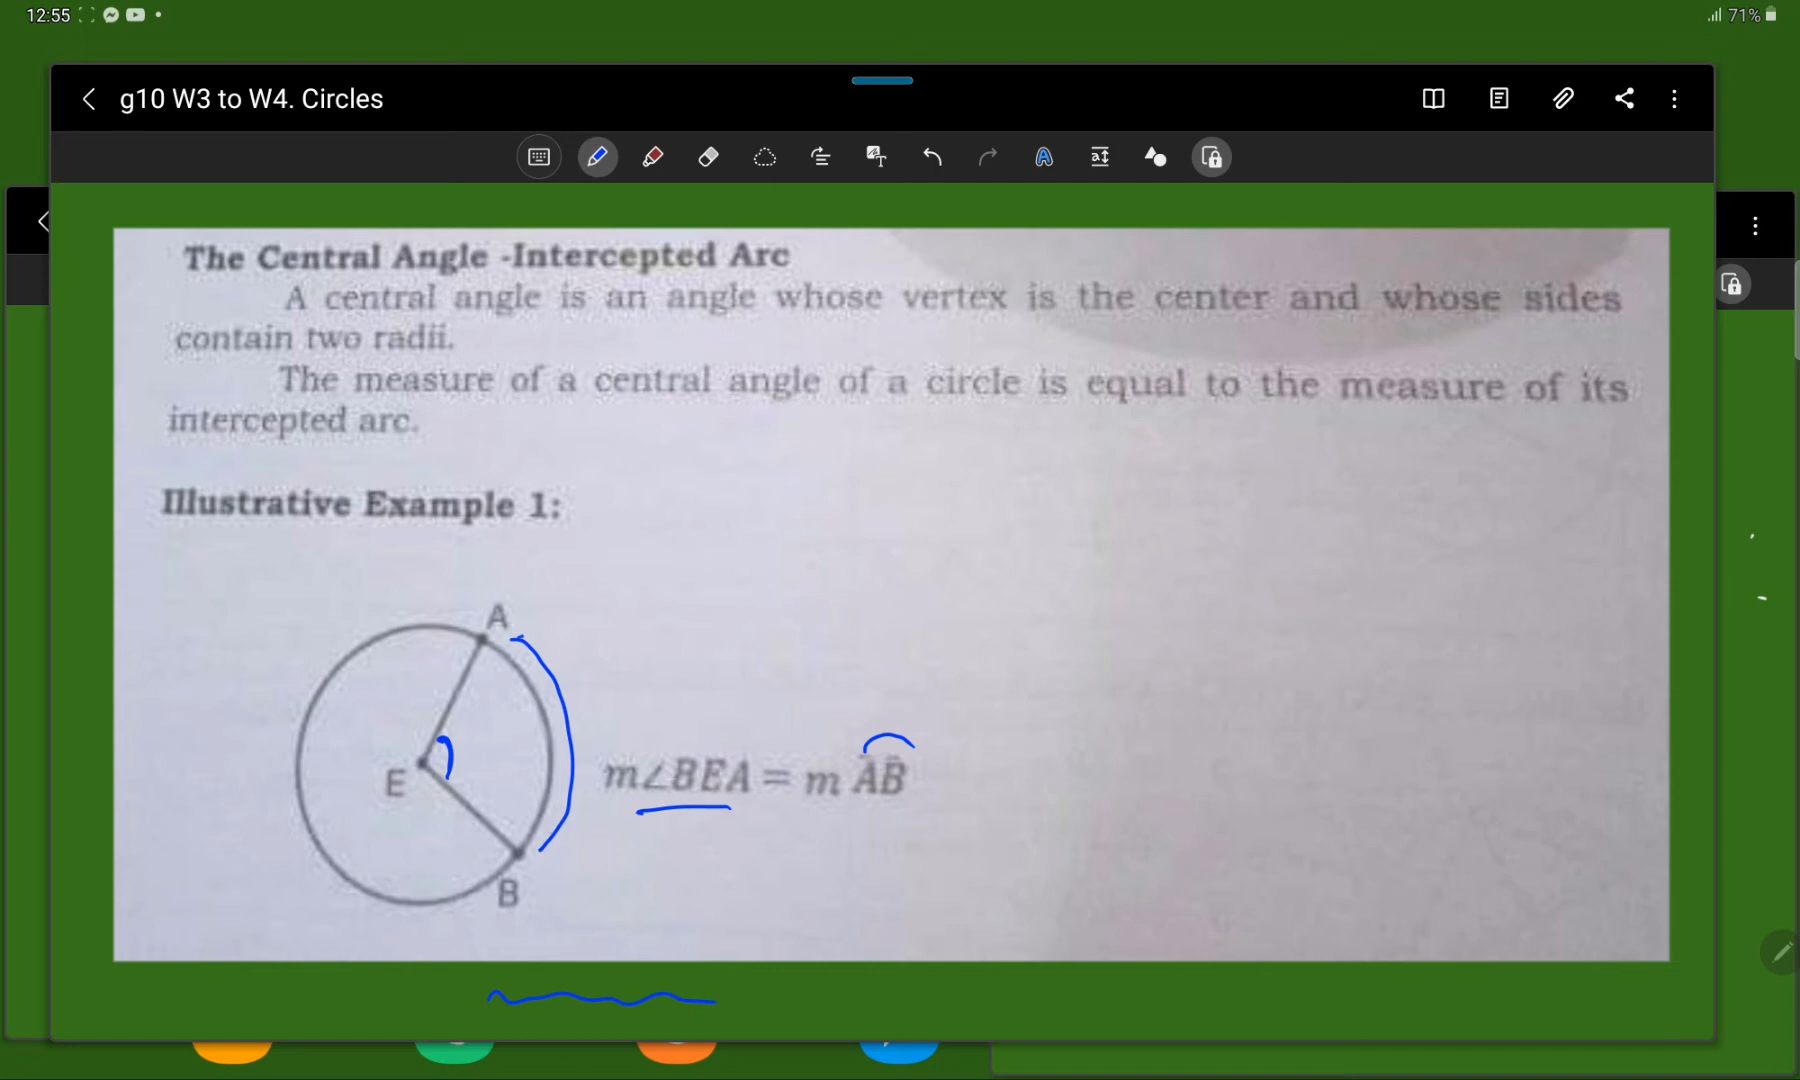 12:55
71%
g10 W3 to W4. Circles
The Central Angle -Intercepted Arc
A central angle is an angle whose vertex is the center and whose sides
contain two radii.
The measure of a central angle of a circle is equal to the measure of its
intercepted arc.
Illustrative Example 1:
A
E
B
m∠BEA = m AB